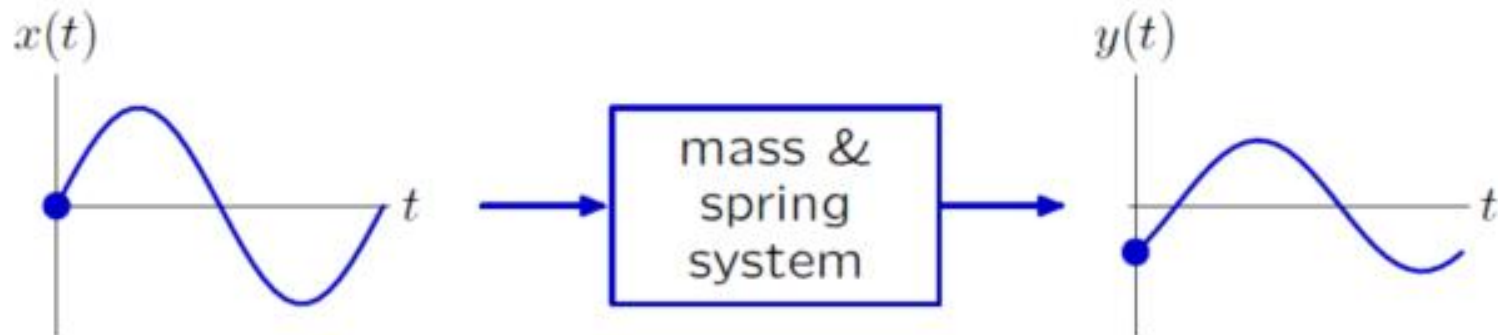 x(t)
t
mass &
spring
system
y(t)
t